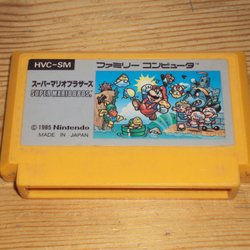 HVC-SM
ファミリー コンピュータ
スーパーマリオブラザーズ
SUPER MARIO BROS.
© 1985 Nintendo
MADE IN JAPAN